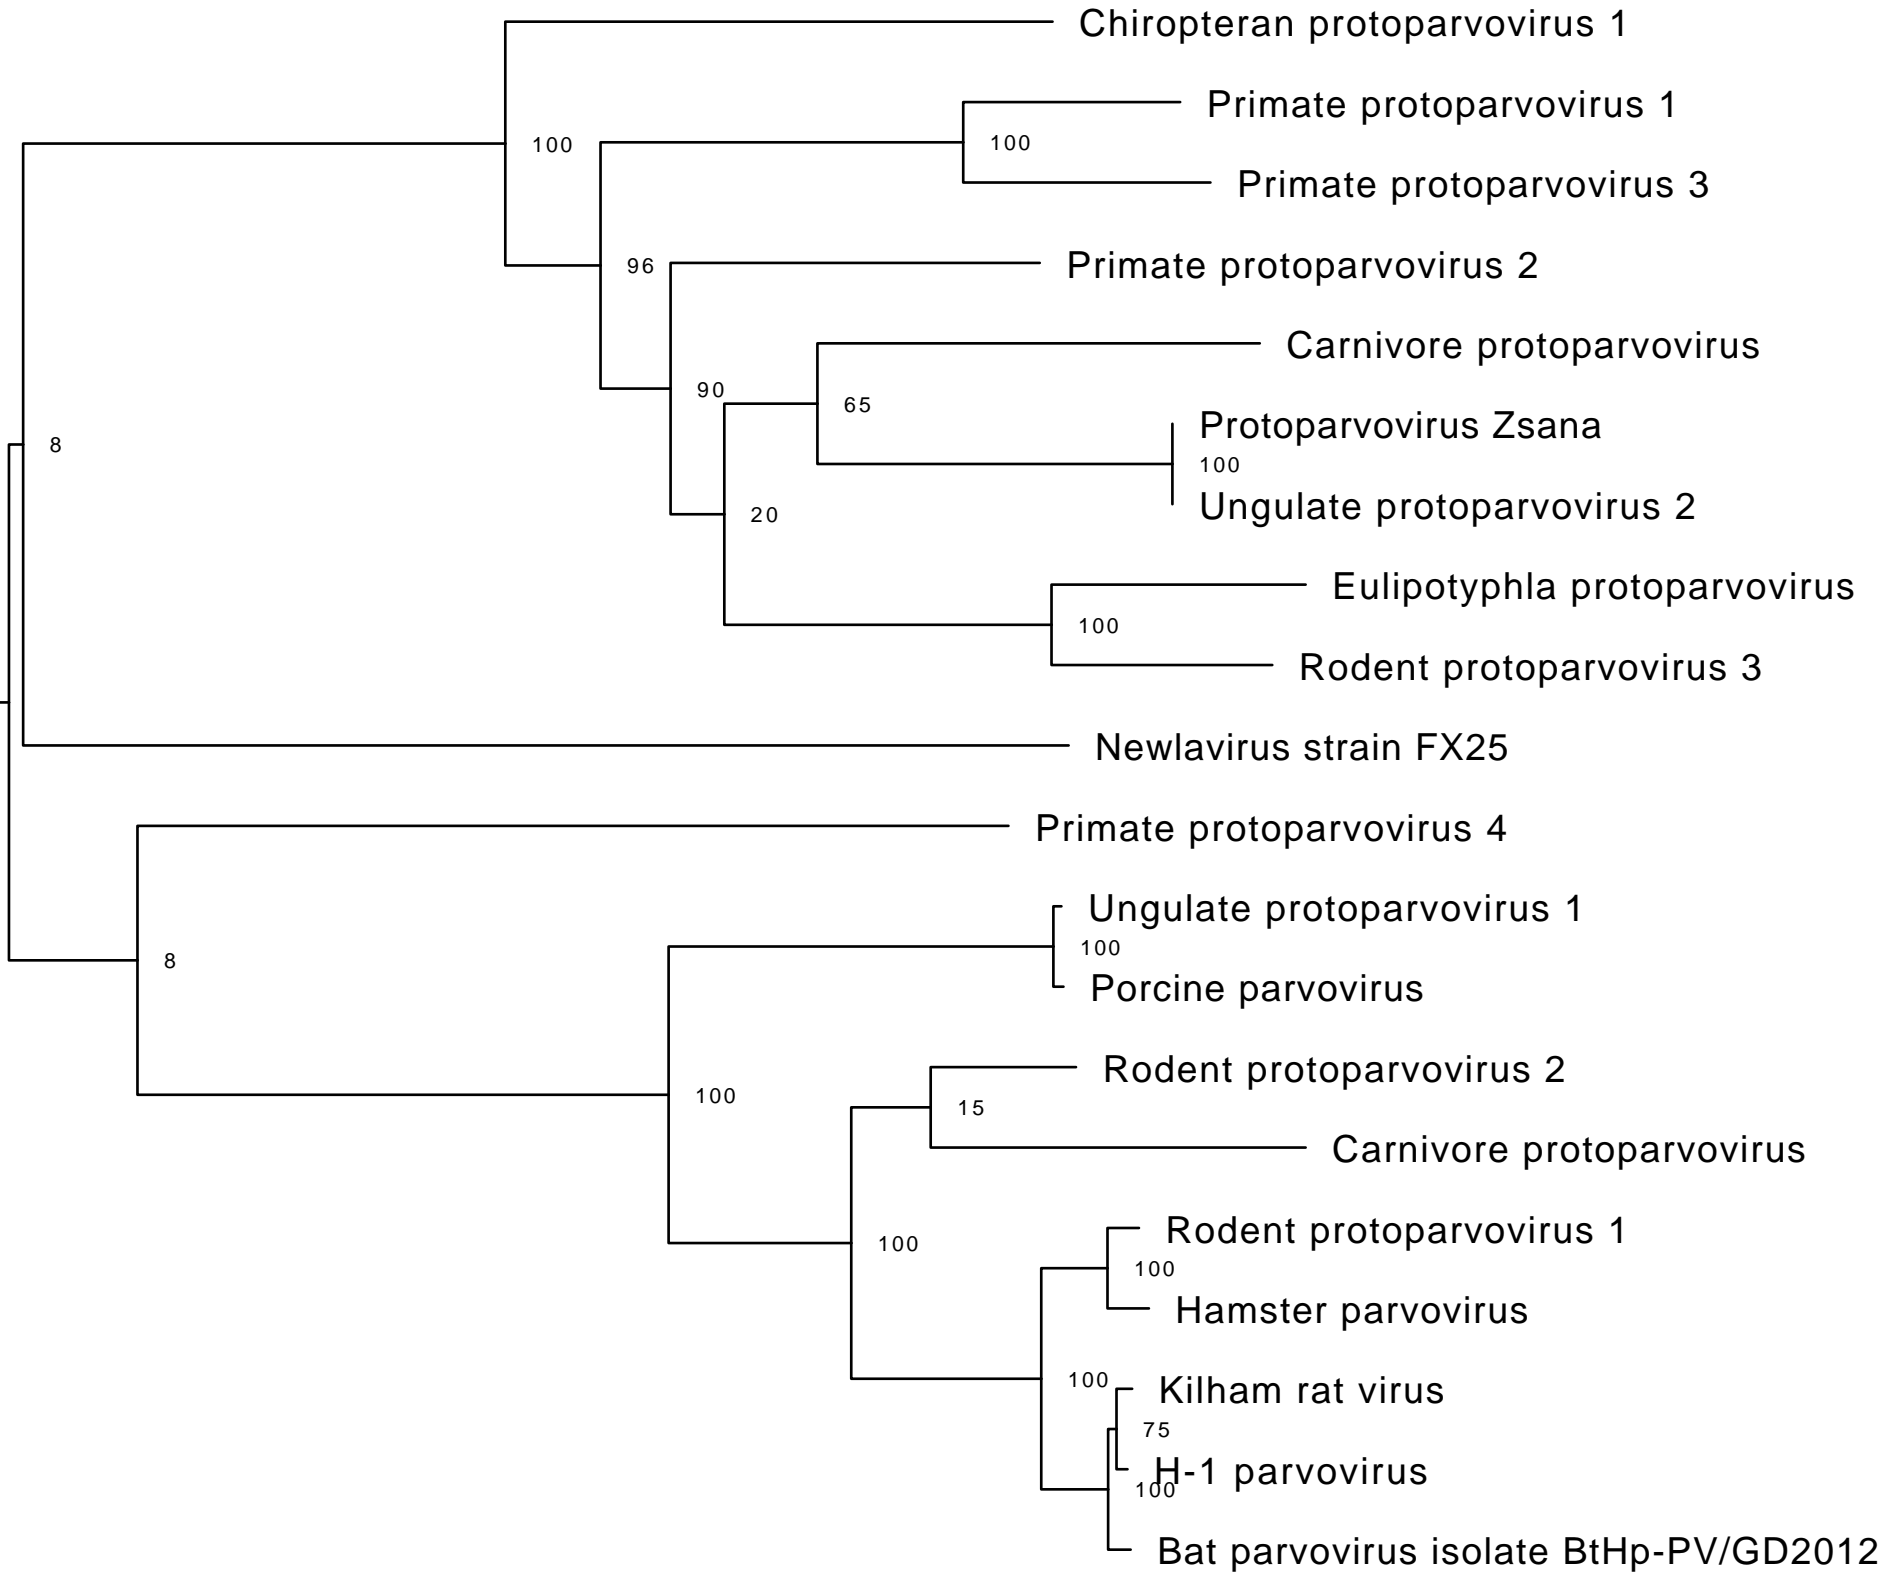 Chiropteran protoparvovirus 1
Primate protoparvovirus 1
100
100
Primate protoparvovirus 3
Primate protoparvovirus 2
96
Carnivore protoparvovirus
90
65
Protoparvovirus Zsana
8
100
Ungulate protoparvovirus 2
20
Eulipotyphla protoparvovirus
100
Rodent protoparvovirus 3
Newlavirus strain FX25
Primate protoparvovirus 4
Ungulate protoparvovirus 1
100
8
Porcine parvovirus
Rodent protoparvovirus 2
100
15
Carnivore protoparvovirus
Rodent protoparvovirus 1
100
100
Hamster parvovirus
100
Kilham rat virus
75
H-1 parvovirus
100
Bat parvovirus isolate BtHp-PV/GD2012